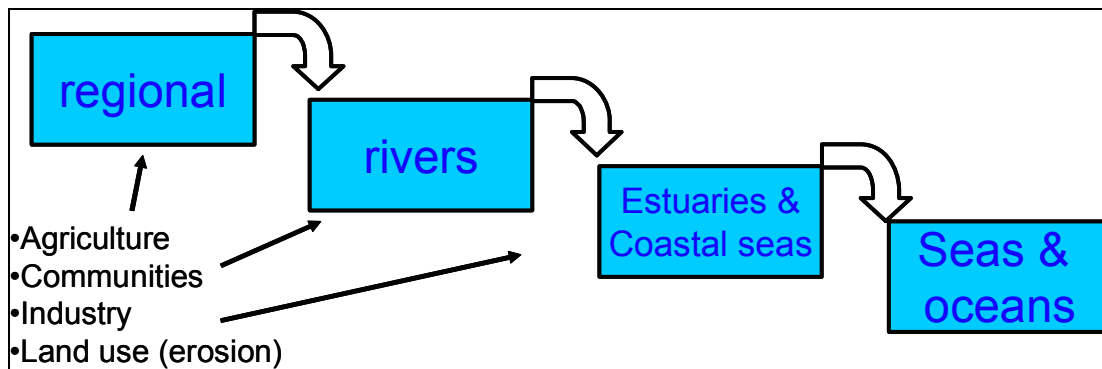 regional
rivers
Estuaries &
Coastal seas
Seas &
oceans
•Agriculture
•Communities
•Industry
•Land use (erosion)